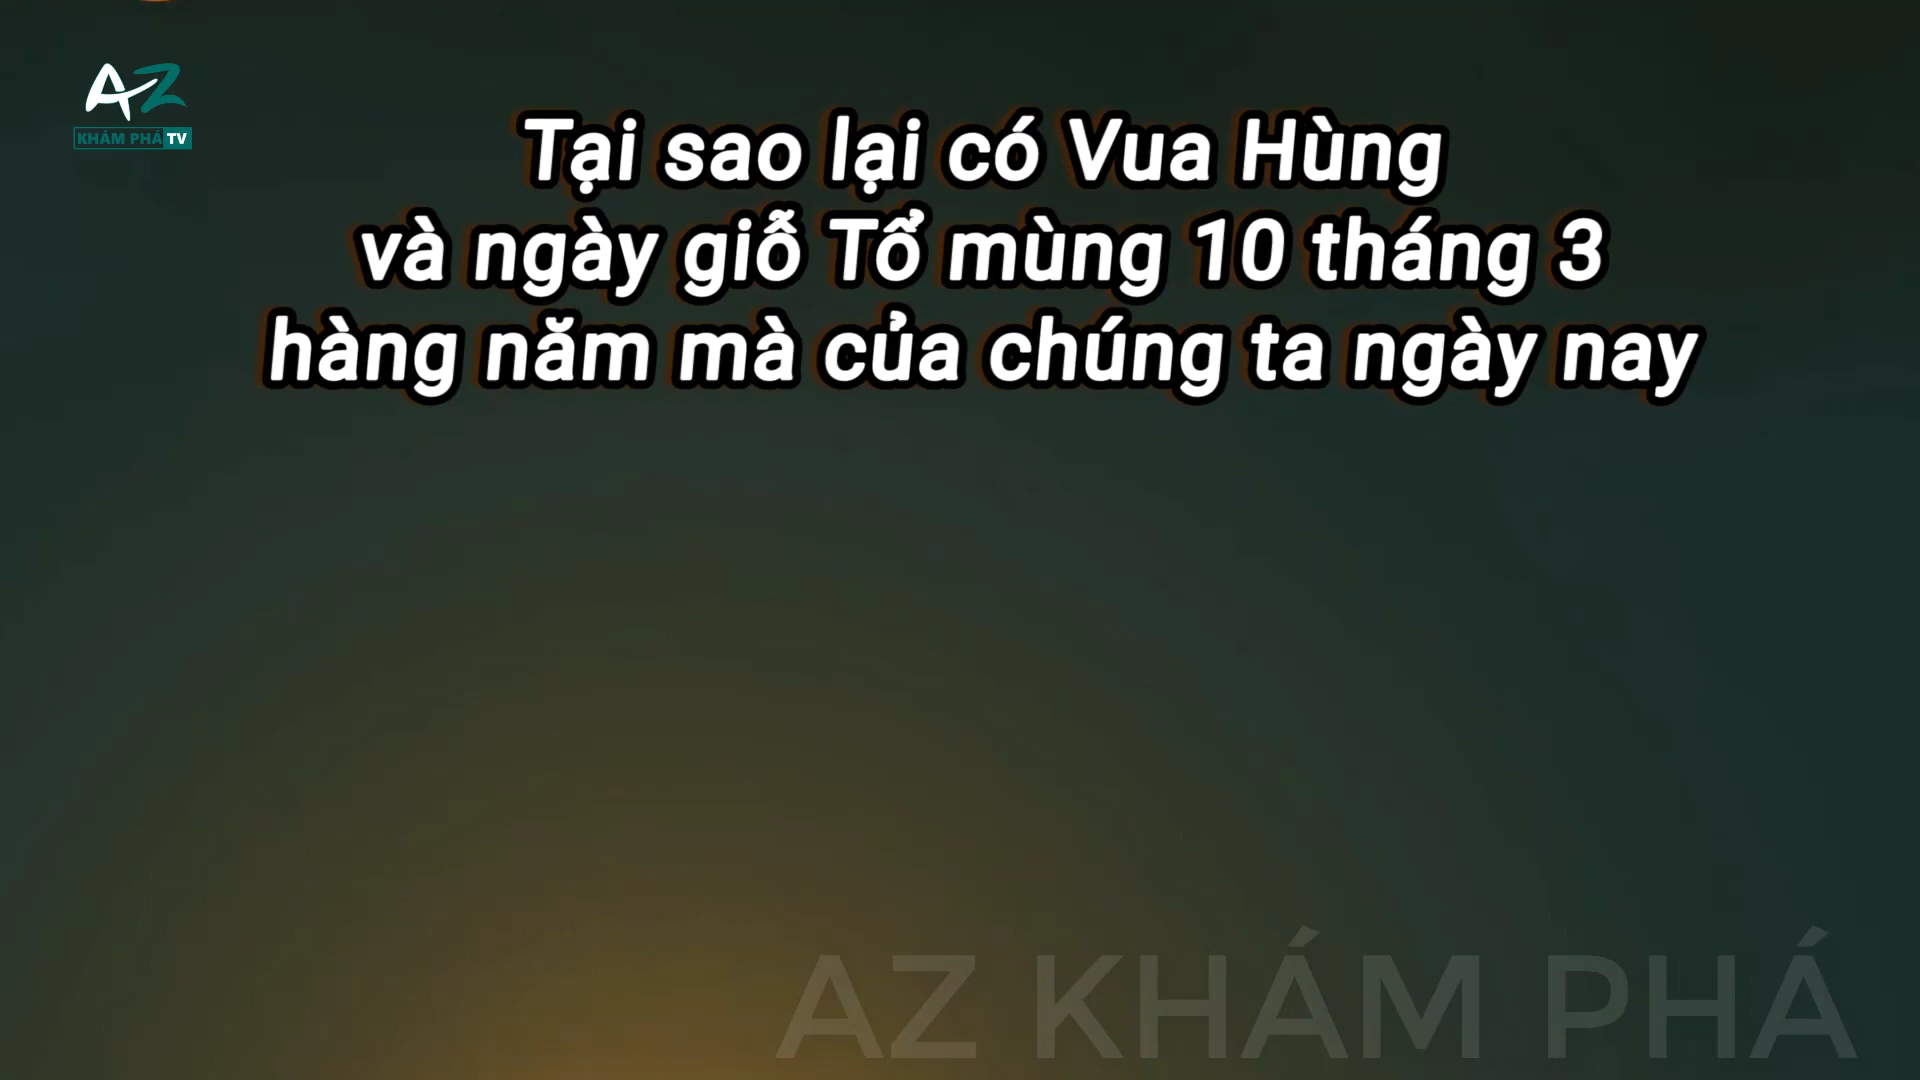 AZ
KHÁM PHÁ TV
Tại sao lại có Vua Hùng
và ngày giỗ Tổ mùng 10 tháng 3
hàng năm mà của chúng ta ngày nay
AZ KHÁM PHÁ